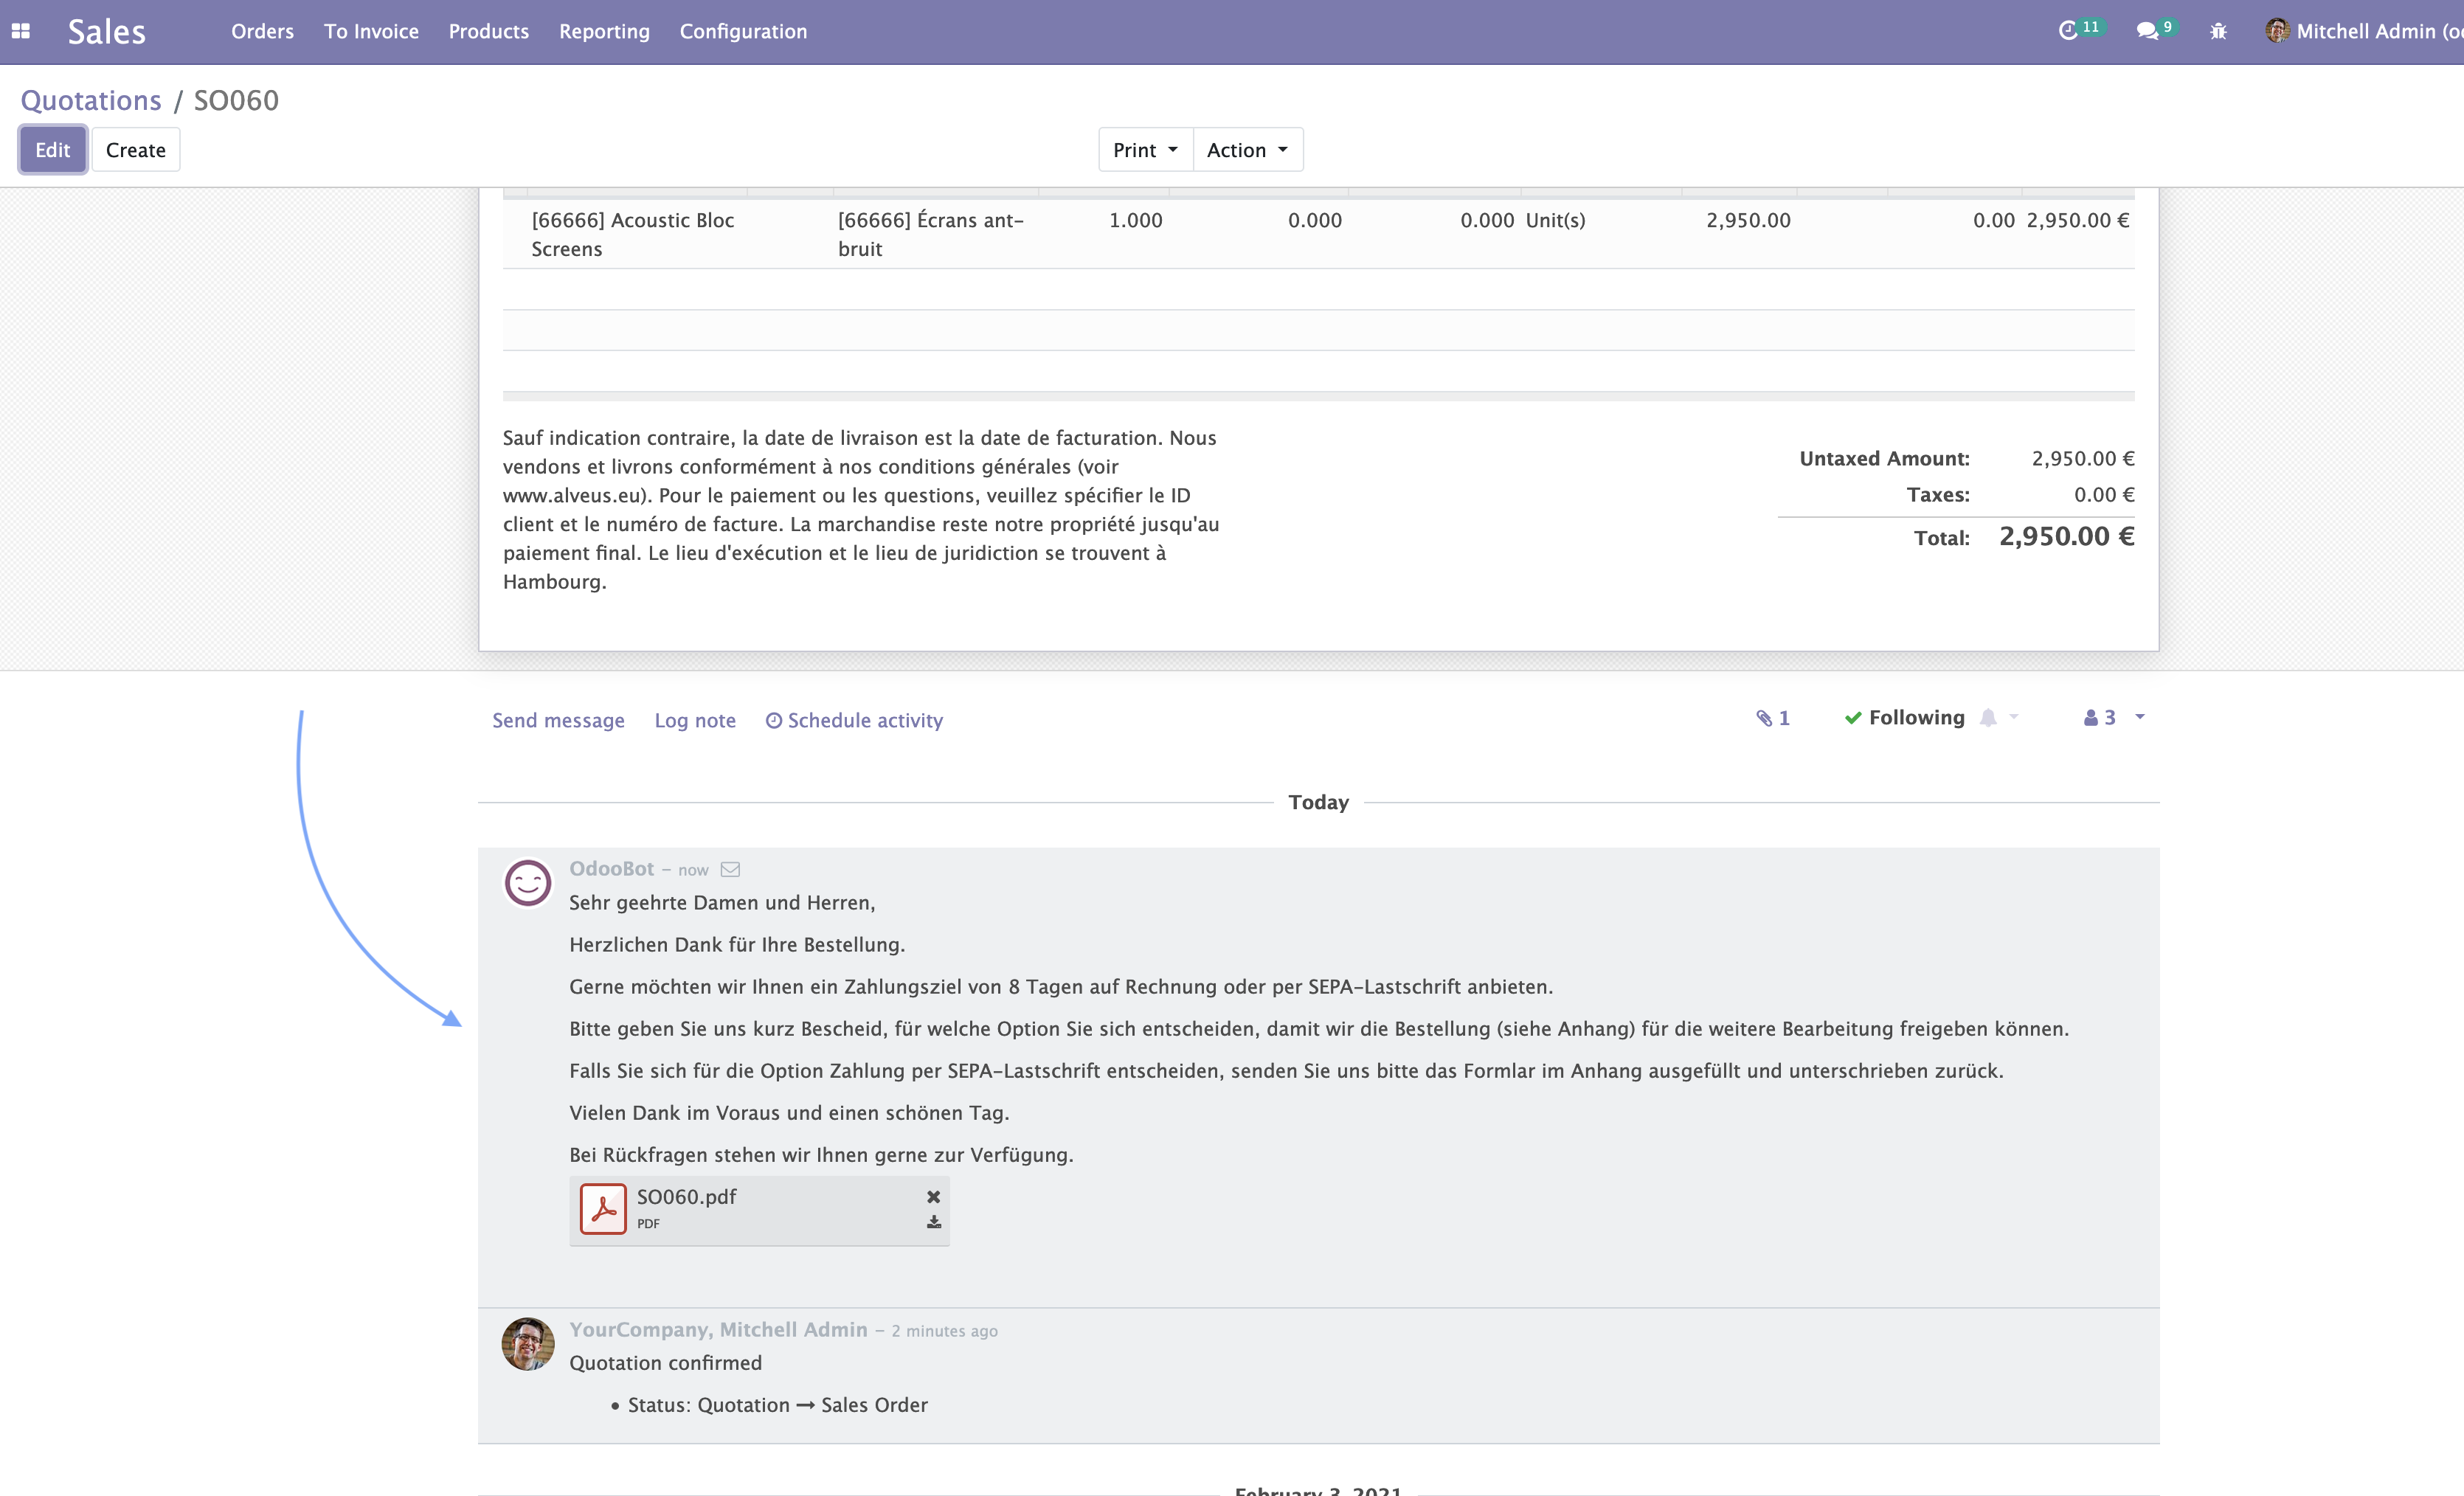 Sales Orders To Invoice Products Reporting Configuration 11 9 Mitchell Admin
Quotations / SO060
Edit Create Print Action
[66666] Acoustic Bloc [66666] Écrans ant- 1.000 0.000 0.000 Unit(s) 2,950.00 0.00 2,950.00 €
Screens bruit
Sauf indication contraire, la date de livraison est la date de facturation. Nous
vendons et livrons conformément à nos conditions générales (voir
www.alveus.eu). Pour le paiement ou les questions, veuillez spécifier le ID
client et le numéro de facture. La marchandise reste notre propriété jusqu'au
paiement final. Le lieu d'exécution et le lieu de juridiction se trouvent à
Hambourg.
Untaxed Amount: 2,950.00 €
Taxes: 0.00 €
Total: 2,950.00 €
Send message Log note Schedule activity 1 Following 3
Today
OdooBot - now
Sehr geehrte Damen und Herren,
Herzlichen Dank für Ihre Bestellung.
Gerne möchten wir Ihnen ein Zahlungsziel von 8 Tagen auf Rechnung oder per SEPA-Lastschrift anbieten.
Bitte geben Sie uns kurz Bescheid, für welche Option Sie sich entscheiden, damit wir die Bestellung (siehe Anhang) für die weitere Bearbeitung freigeben können.
Falls Sie sich für die Option Zahlung per SEPA-Lastschrift entscheiden, senden Sie uns bitte das Formlar im Anhang ausgefüllt und unterschrieben zurück.
Vielen Dank im Voraus und einen schönen Tag.
Bei Rückfragen stehen wir Ihnen gerne zur Verfügung.
SO060.pdf
PDF
YourCompany, Mitchell Admin - 2 minutes ago
Quotation confirmed
• Status: Quotation → Sales Order
February 3, 2021